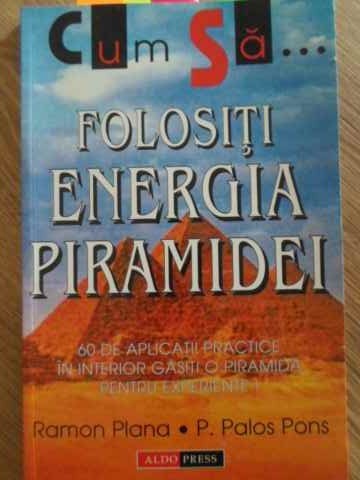 Cum Să...
FOLOSIŢI
ENERGIA
PIRAMIDEI
60 DE APLICAŢII PRACTICE
ÎN INTERIOR GĂSIŢI O PIRAMIDĂ
PENTRU EXPERIENŢE !
Ramon Plana • P. Palos Pons
ALDO PRESS